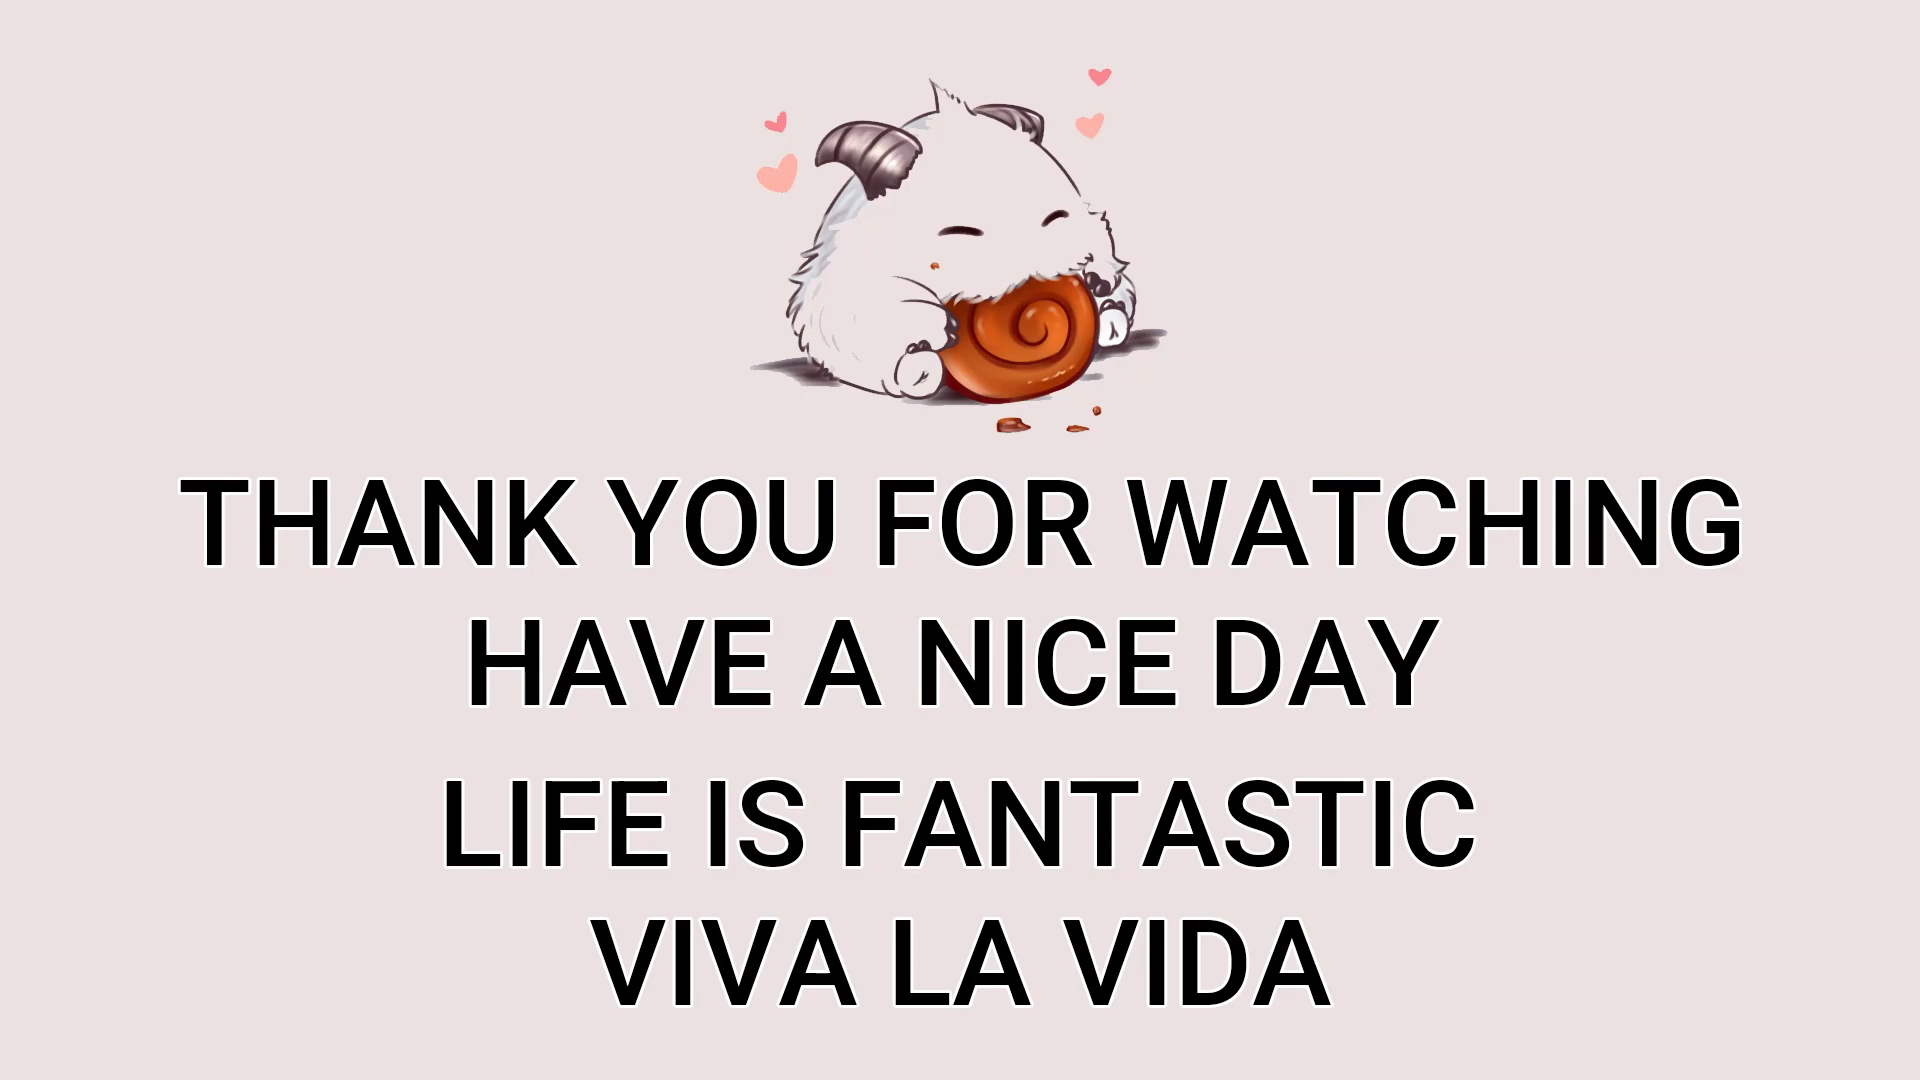 THANK YOU FOR WATCHING
HAVE A NICE DAY
LIFE IS FANTASTIC
VIVA LA VIDA